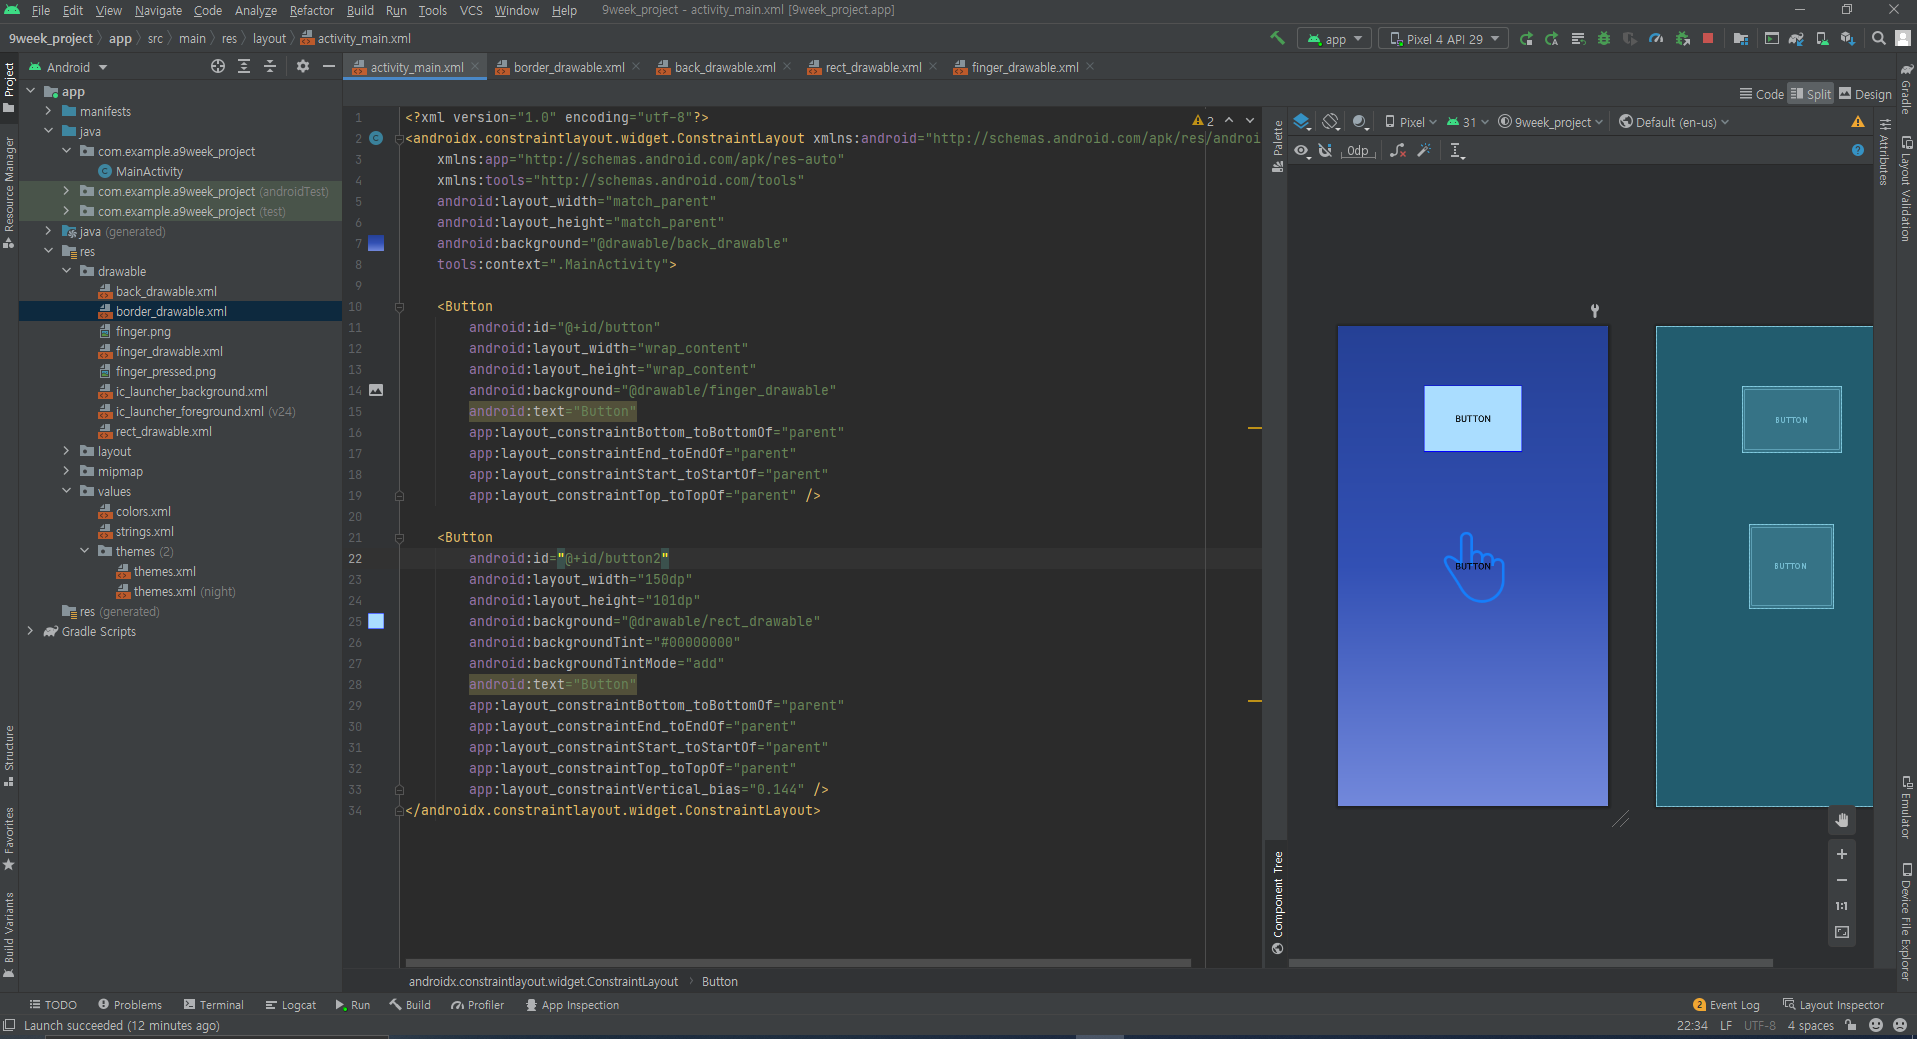 File Edit View Navigate Code Analyze Refactor Build Run Tools VCS Window Help 9week_project - activity_main.xml [9week_project.app]
9week_project app src main res layout activity_main.xml app Pixel 4 API 29
Project
Android
activity_main.xml border_drawable.xml back_drawable.xml rect_drawable.xml finger_drawable.xml
Code Split Design
app
manifests
java
com.example.a9week_project
MainActivity
com.example.a9week_project (androidTest)
com.example.a9week_project (test)
java (generated)
res
drawable
back_drawable.xml
border_drawable.xml
finger.png
finger_drawable.xml
finger_pressed.png
ic_launcher_background.xml
ic_launcher_foreground.xml (v24)
rect_drawable.xml
layout
mipmap
values
colors.xml
strings.xml
themes (2)
themes.xml
themes.xml (night)
res (generated)
Gradle Scripts
Resource Manager
Structure
Favorites
Build Variants
1 <?xml version="1.0" encoding="utf-8"?>
2 <androidx.constraintlayout.widget.ConstraintLayout xmlns:android="http://schemas.android.com/apk/res/androi
3 xmlns:app="http://schemas.android.com/apk/res-auto"
4 xmlns:tools="http://schemas.android.com/tools"
5 android:layout_width="match_parent"
6 android:layout_height="match_parent"
7 android:background="@drawable/back_drawable"
8 tools:context=".MainActivity">
9
10 <Button
11 android:id="@+id/button"
12 android:layout_width="wrap_content"
13 android:layout_height="wrap_content"
14 android:background="@drawable/finger_drawable"
15 android:text="Button"
16 app:layout_constraintBottom_toBottomOf="parent"
17 app:layout_constraintEnd_toEndOf="parent"
18 app:layout_constraintStart_toStartOf="parent"
19 app:layout_constraintTop_toTopOf="parent" />
20
21 <Button
22 android:id="@+id/button2"
23 android:layout_width="150dp"
24 android:layout_height="101dp"
25 android:background="@drawable/rect_drawable"
26 android:backgroundTint="#00000000"
27 android:backgroundTintMode="add"
28 android:text="Button"
29 app:layout_constraintBottom_toBottomOf="parent"
30 app:layout_constraintEnd_toEndOf="parent"
31 app:layout_constraintStart_toStartOf="parent"
32 app:layout_constraintTop_toTopOf="parent"
33 app:layout_constraintVertical_bias="0.144" />
34 </androidx.constraintlayout.widget.ConstraintLayout>
2
Palette
Pixel 31 9week_project Default (en-us)
0dp
BUTTON BUTTON
BUTTON BUTTON
1:1
Component Tree
Attributes
Gradle
Layout Validation
Emulator
Device File Explorer
androidx.constraintlayout.widget.ConstraintLayout Button
TODO Problems Terminal Logcat Run Build Profiler App Inspection 2 Event Log Layout Inspector
Launch succeeded (12 minutes ago) 22:34 LF UTF-8 4 spaces